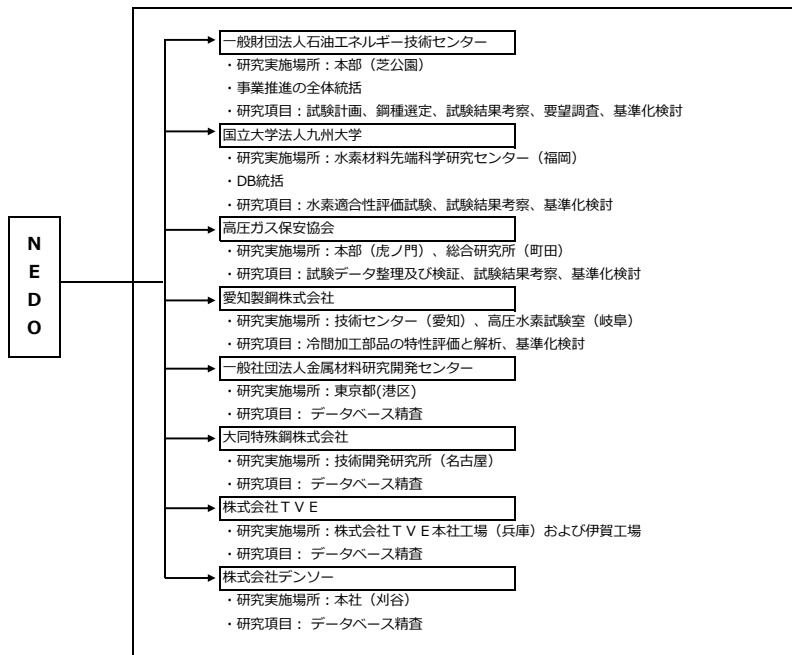 NEDO
一般財団法人石油エネルギー技術センター
・研究実施場所：本部（芝公園）
・事業推進の全体統括
・研究項目：試験計画、鋼種選定、試験結果考察、要望調査、基準化検討
国立大学法人九州大学
・研究実施場所：水素材料先端科学研究センター（福岡）
・DB統括
・研究項目：水素適合性評価試験、試験結果考察、基準化検討
高圧ガス保安協会
・研究実施場所：本部（虎ノ門）、総合研究所（町田）
・研究項目：試験データ整理及び検証、試験結果考察、基準化検討
愛知製鋼株式会社
・研究実施場所：技術センター（愛知）、高圧水素試験室（岐阜）
・研究項目：冷間加工部品の特性評価と解析、基準化検討
一般社団法人金属材料研究開発センター
・研究実施場所：東京都(港区)
・研究項目： データベース精査
大同特殊鋼株式会社
・研究実施場所：技術開発研究所（名古屋）
・研究項目： データベース精査
株式会社ＴＶＥ
・研究実施場所：株式会社ＴＶＥ本社工場（兵庫）および伊賀工場
・研究項目： データベース精査
株式会社デンソー
・研究実施場所：本社（刈谷）
・研究項目： データベース精査